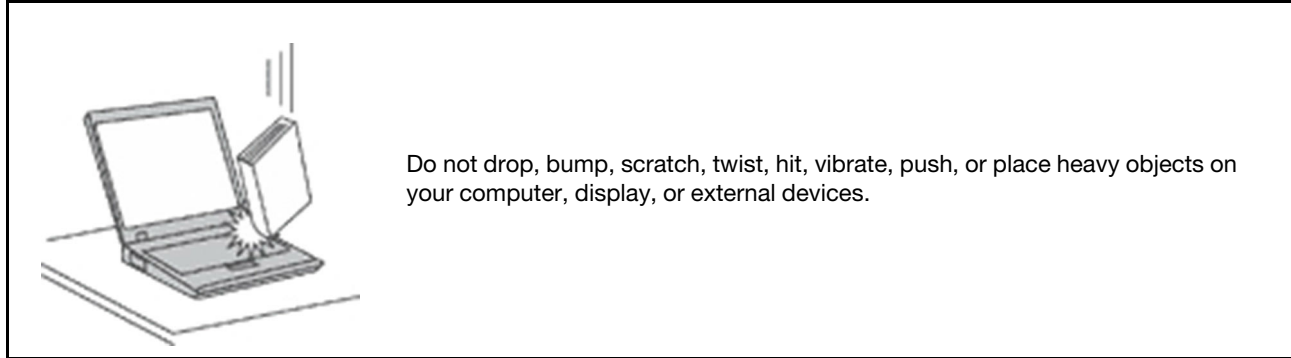 Do not drop, bump, scratch, twist, hit, vibrate, push, or place heavy objects on
your computer, display, or external devices.